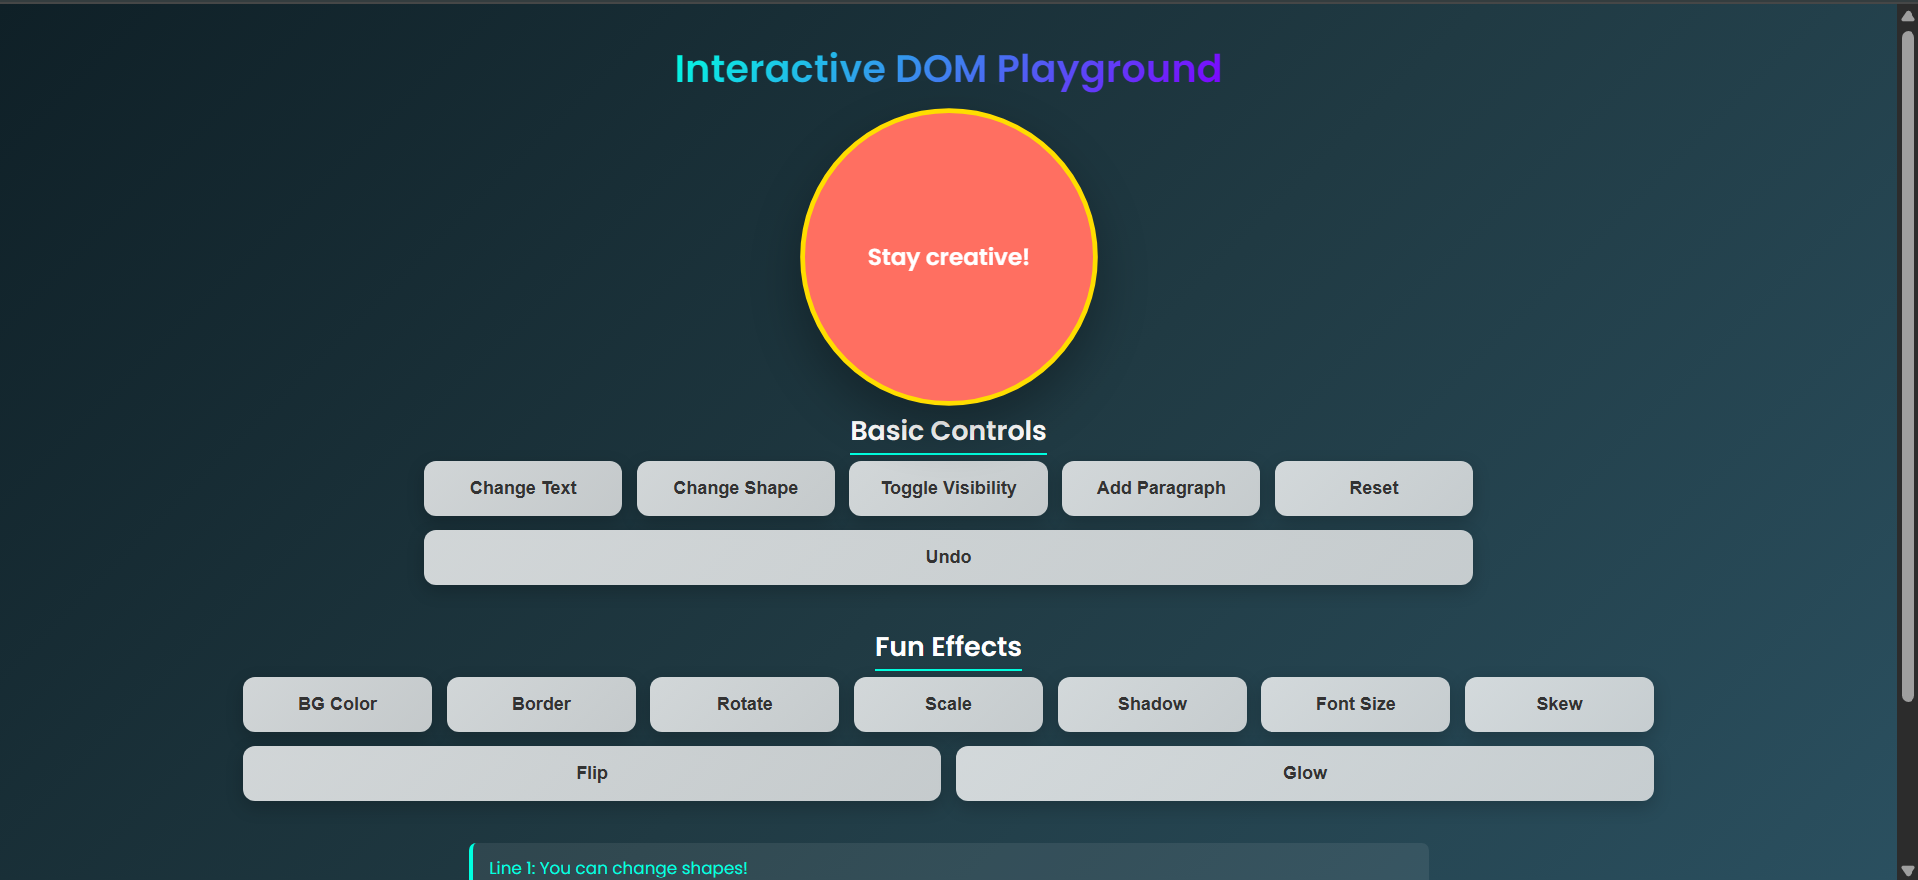 Interactive DOM Playground
Stay creative!
Basic Controls
Change Text
Change Shape
Toggle Visibility
Add Paragraph
Reset
Undo
Fun Effects
BG Color
Border
Rotate
Scale
Shadow
Font Size
Skew
Flip
Glow
Line 1: You can change shapes!